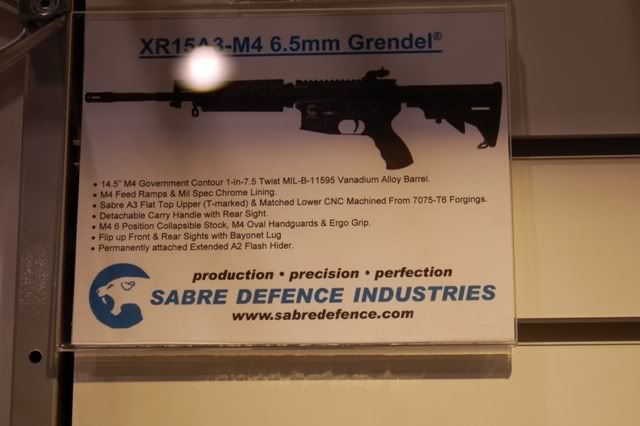 XR15A3-M4 6.5mm Grendel®
• 14.5" M4 Government Contour 1-in-7.5 Twist MIL-B-11595 Vanadium Alloy Barrel.
• M4 Feed Ramps & Mil Spec Chrome Lining.
• Sabre A3 Flat Top Upper (T-marked) & Matched Lower CNC Machined From 7075-T6 Forgings.
• Detachable Carry Handle with Rear Sight.
• M4 6 Position Collapsible Stock, M4 Oval Handguards & Ergo Grip.
• Flip up Front & Rear Sights with Bayonet Lug
• Permanently attached Extended A2 Flash Hider.
production • precision • perfection
SABRE DEFENCE INDUSTRIES
www.sabredefence.com